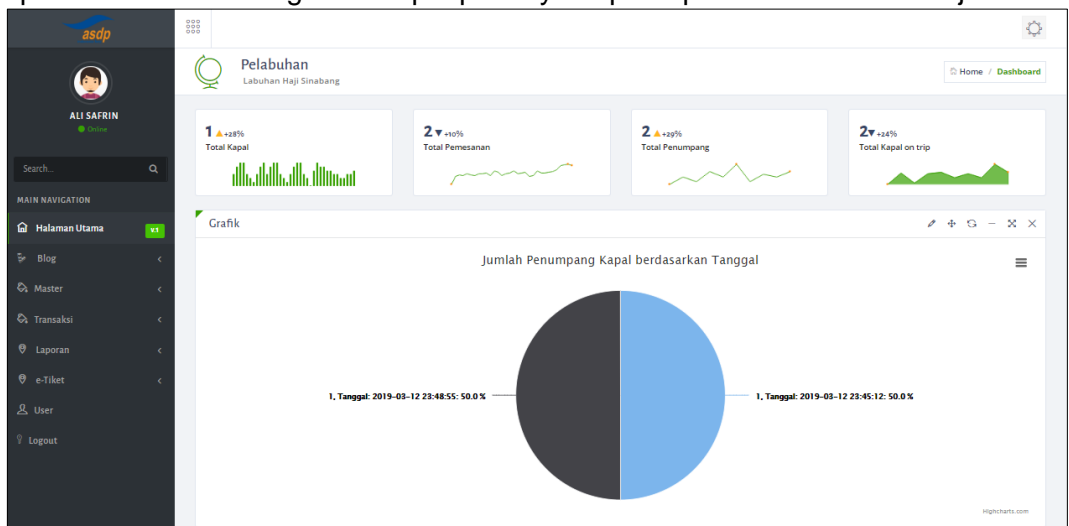 asdp
Pelabuhan
Labuhan Haji Sinabang
Home / Dashboard
ALI SAFRIN
Online
Search...
MAIN NAVIGATION
Halaman Utama
V.1
Blog
Master
Transaksi
Laporan
e-Tiket
User
Logout
1 +28%
Total Kapal
2 +10%
Total Pemesanan
2 +29%
Total Penumpang
2 +24%
Total Kapal on trip
Grafik
Jumlah Penumpang Kapal berdasarkan Tanggal
1, Tanggal: 2019-03-12 23:48:55: 50.0 %
1, Tanggal: 2019-03-12 23:45:12: 50.0 %
Highcharts.com